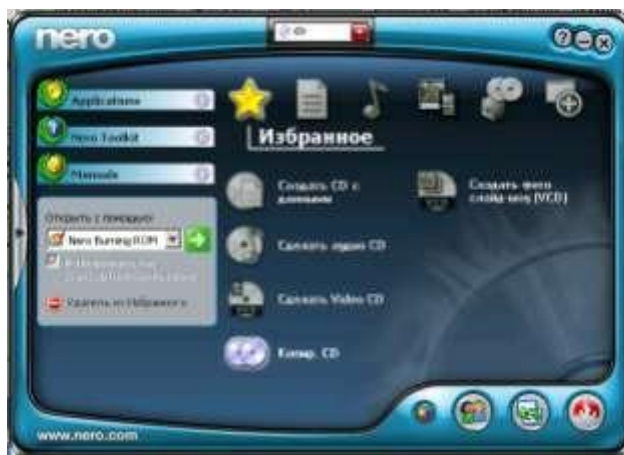 nero
CD
Applications
Nero Toolkit
Manuals
Избранное
Создать CD с
данными
Создать фото
слайд-шоу (VCD)
Открыть с помощью:
Nero Burning ROM
Сделать аудио CD
Удалить из Избранного
Сделать Video CD
Копир. CD
www.nero.com